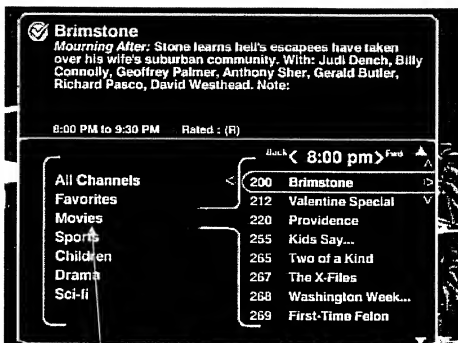 Brimstone
Mourning After: Stone learns hell's escapees have taken
over his wife's suburban community. With: Judi Dench, Billy
Connolly, Geoffrey Palmer, Anthony Sher, Gerald Butler,
Richard Pasco, David Westhead. Note:
8:00 PM to 9:30 PM Rated : (R)
Back < 8:00 pm > Fwd
All Channels
Favorites
Movies
Sports
Children
Drama
Sci-fi
< 200 Brimstone >
212 Valentine Special
220 Providence
255 Kids Say...
265 Two of a Kind
267 The X-Files
268 Washington Week...
269 First-Time Felon